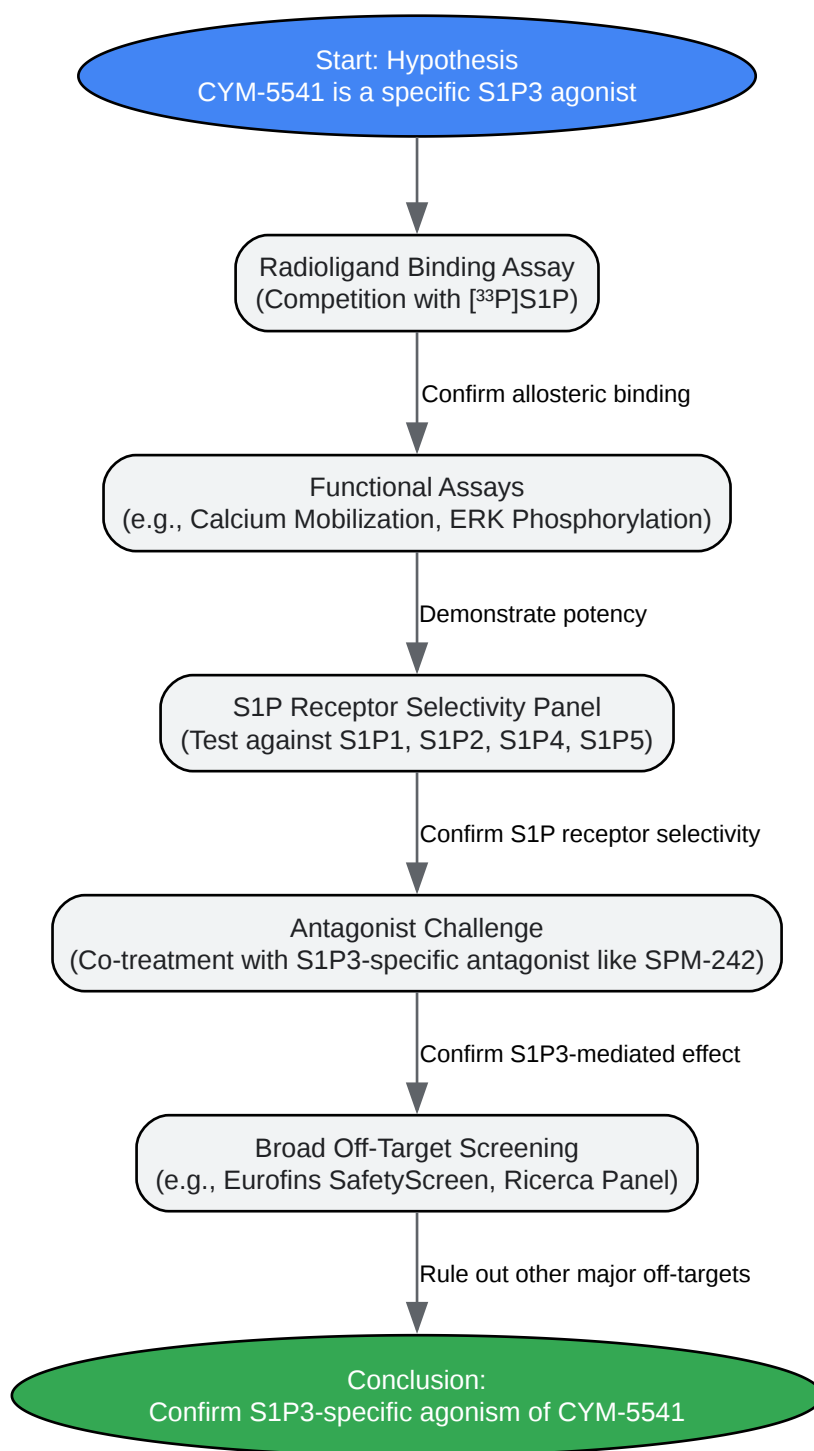 Start: Hypothesis
CYM-5541 is a specific S1P3 agonist
Radioligand Binding Assay
(Competition with [³³P]S1P)
Confirm allosteric binding
Functional Assays
(e.g., Calcium Mobilization, ERK Phosphorylation)
Demonstrate potency
S1P Receptor Selectivity Panel
(Test against S1P1, S1P2, S1P4, S1P5)
Confirm S1P receptor selectivity
Antagonist Challenge
(Co-treatment with S1P3-specific antagonist like SPM-242)
Confirm S1P3-mediated effect
Broad Off-Target Screening
(e.g., Eurofins SafetyScreen, Ricerca Panel)
Rule out other major off-targets
Conclusion:
Confirm S1P3-specific agonism of CYM-5541